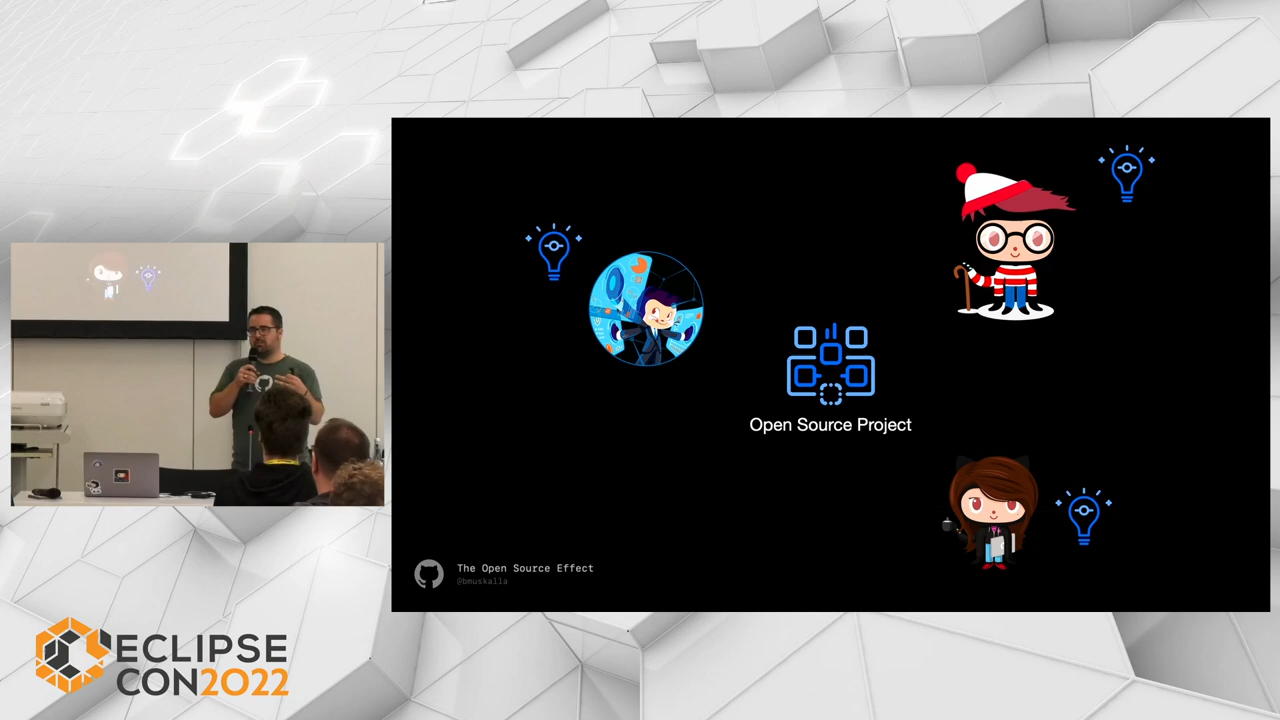 Open Source Project
The Open Source Effect
@bmuskalla
ECLIPSE
CON2022